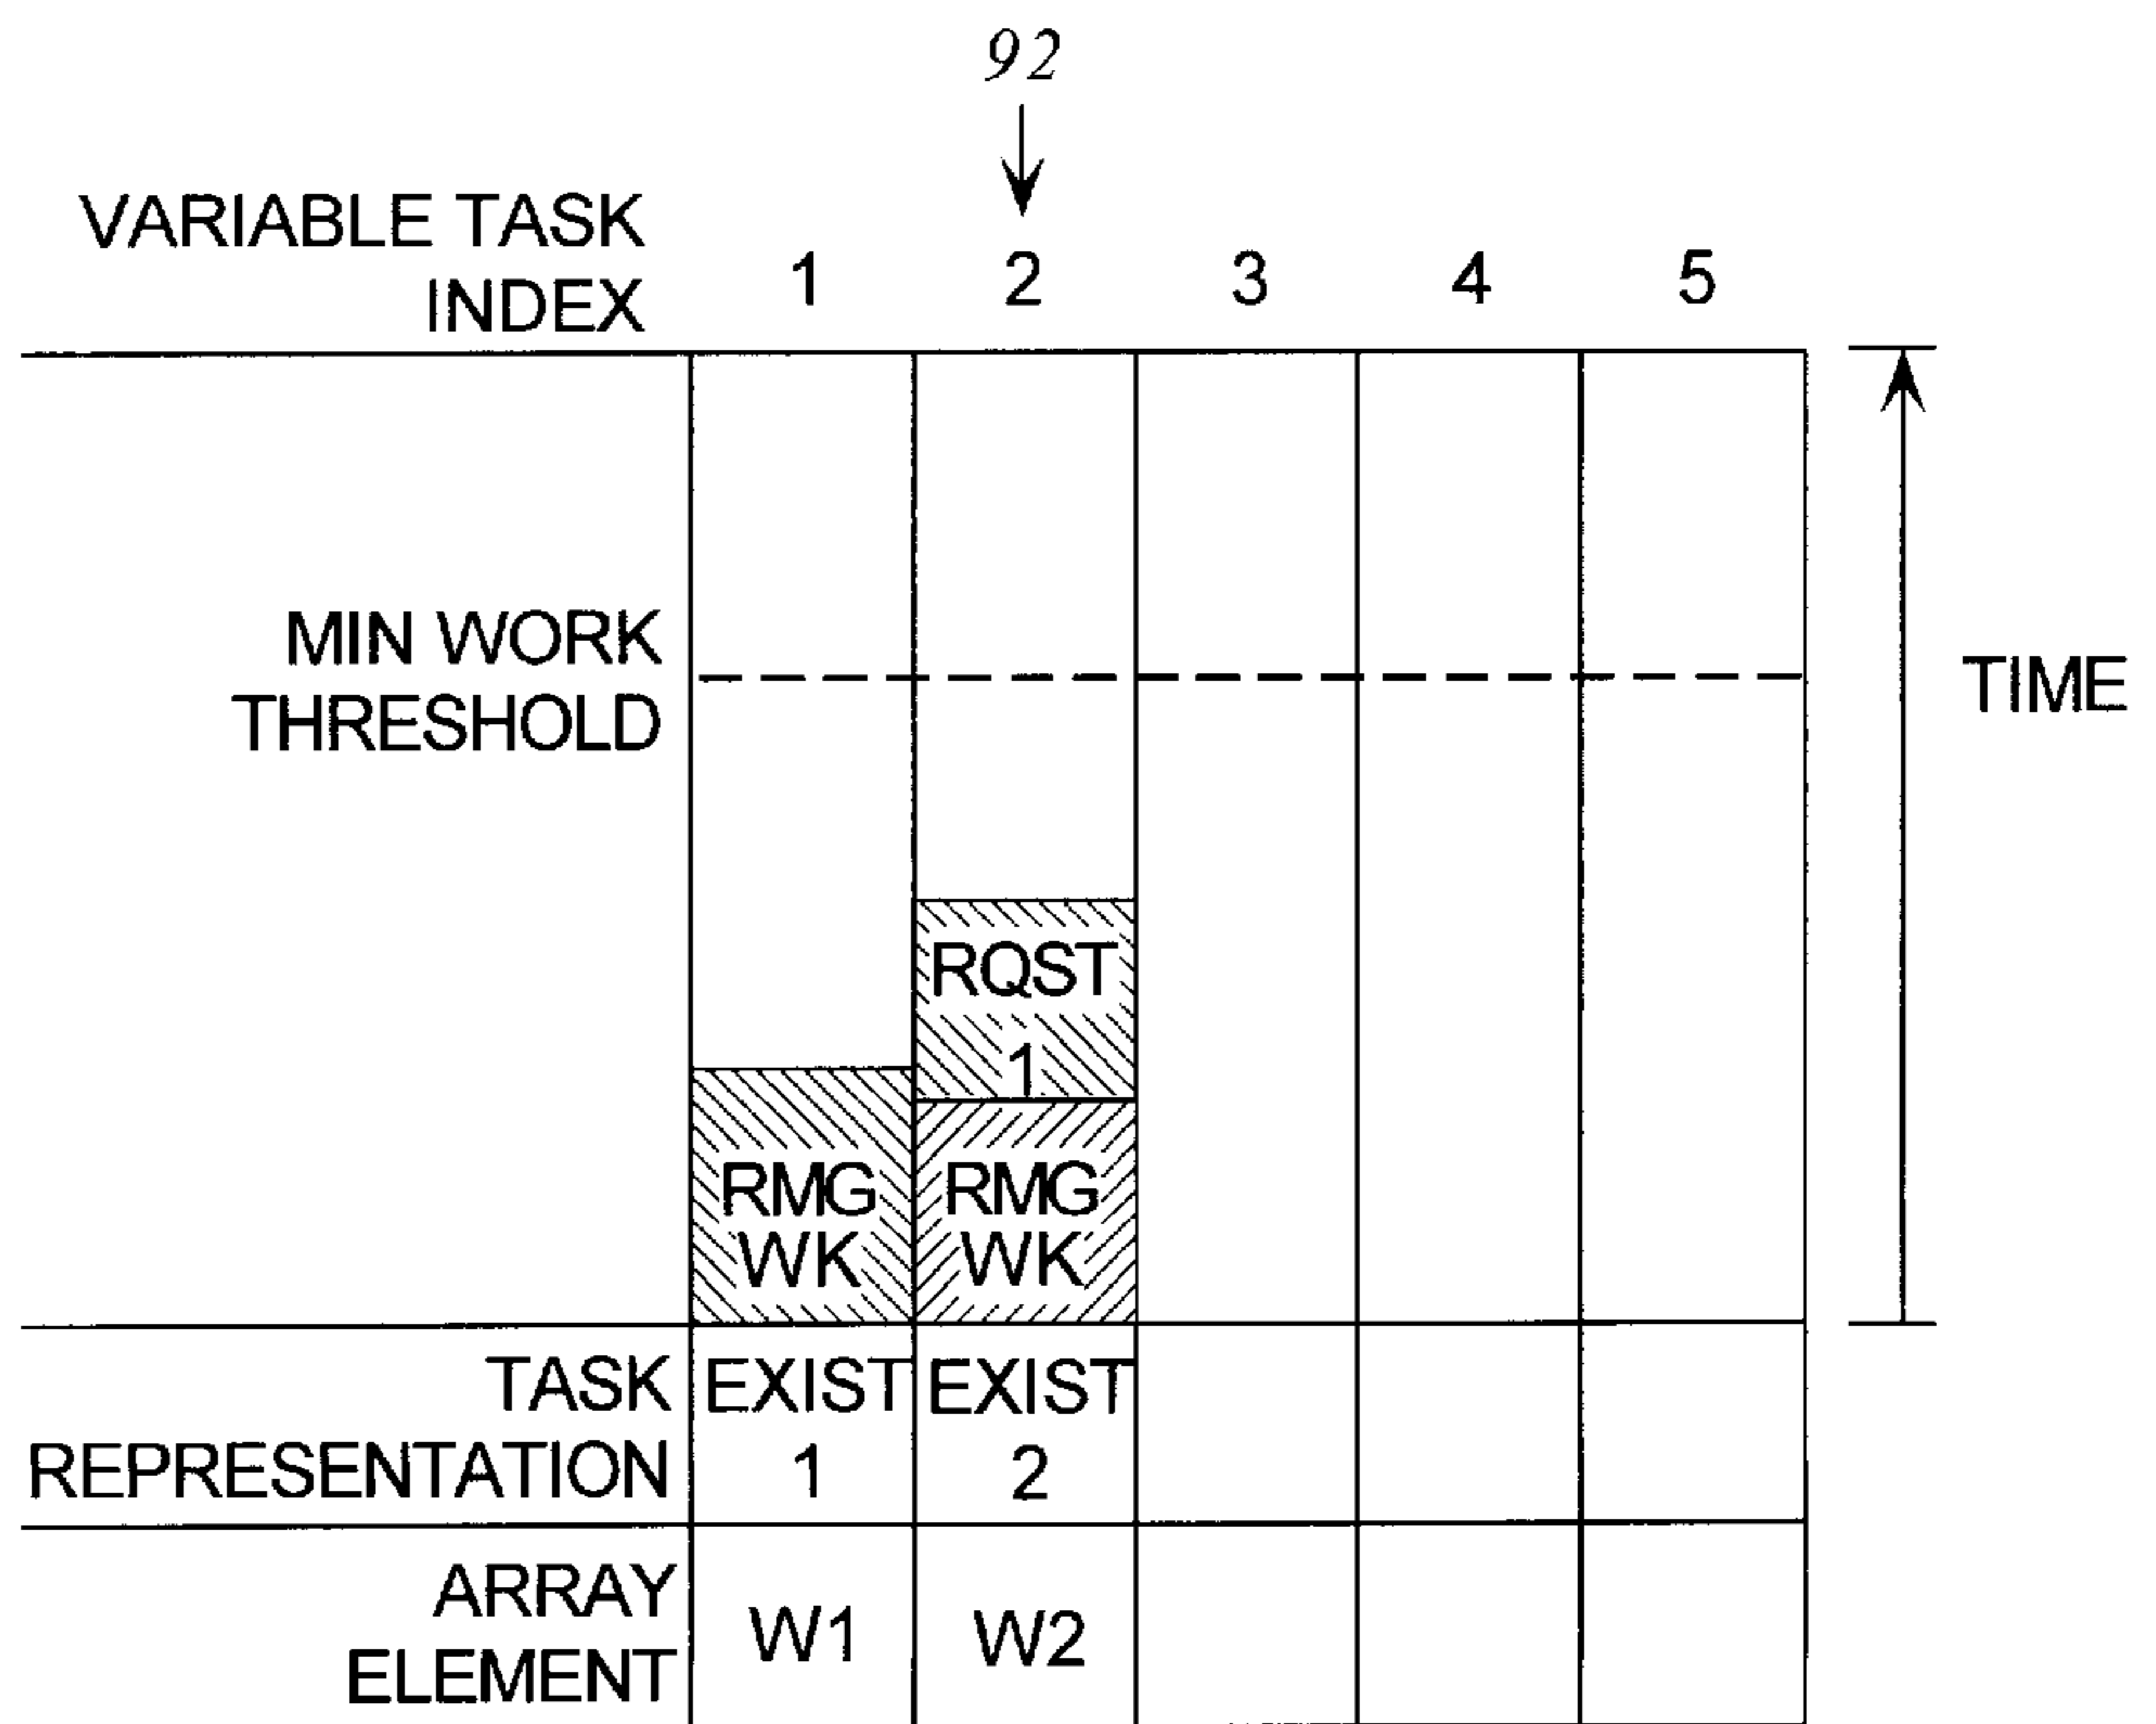 92
VARIABLE TASK
INDEX
1 2 3 4 5
MIN WORK
THRESHOLD
TIME
RQST
1
RMG
WK
RMG
WK
TASK
REPRESENTATION
EXIST
1
EXIST
2
ARRAY
ELEMENT
W1
W2